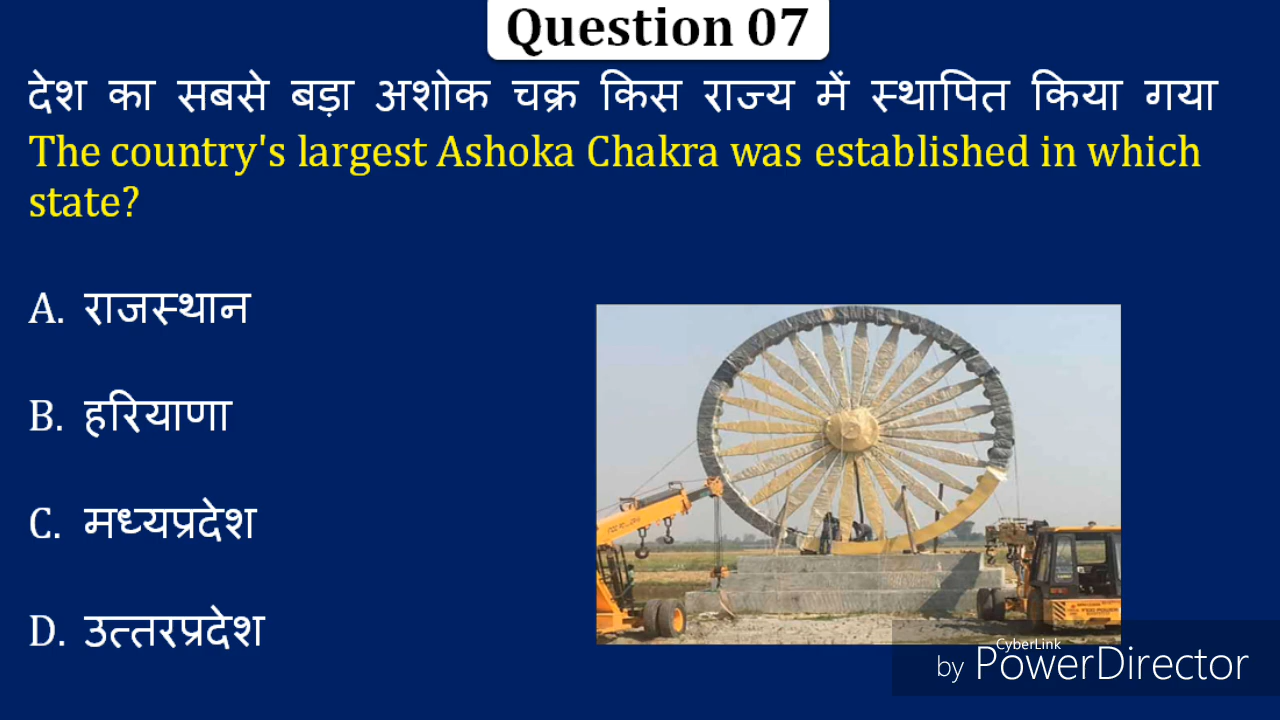 Question 07
देश का सबसे बड़ा अशोक चक्र किस राज्य में स्थापित किया गया
The country's largest Ashoka Chakra was established in which
state?
A. राजस्थान
B. हरियाणा
C. मध्यप्रदेश
D. उत्तरप्रदेश
CyberLink
by PowerDirector